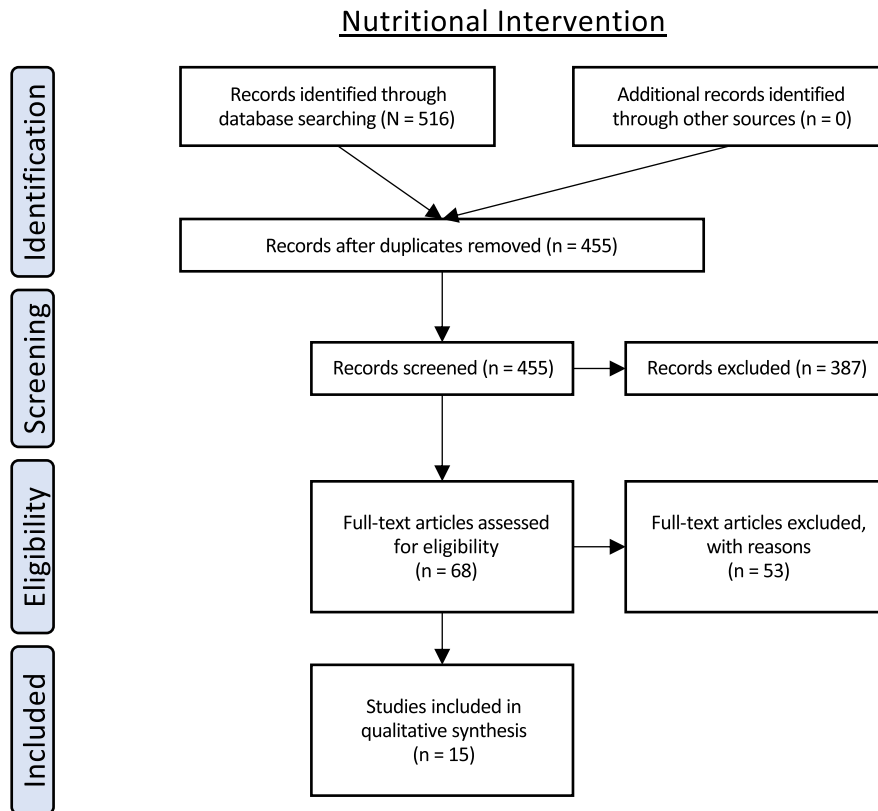 Nutritional Intervention
Identification
Records identified through
database searching (N = 516)
Additional records identified
through other sources (n = 0)
Records after duplicates removed (n = 455)
Screening
Records screened (n = 455)
Records excluded (n = 387)
Eligibility
Full-text articles assessed
for eligibility
(n = 68)
Full-text articles excluded,
with reasons
(n = 53)
Included
Studies included in
qualitative synthesis
(n = 15)